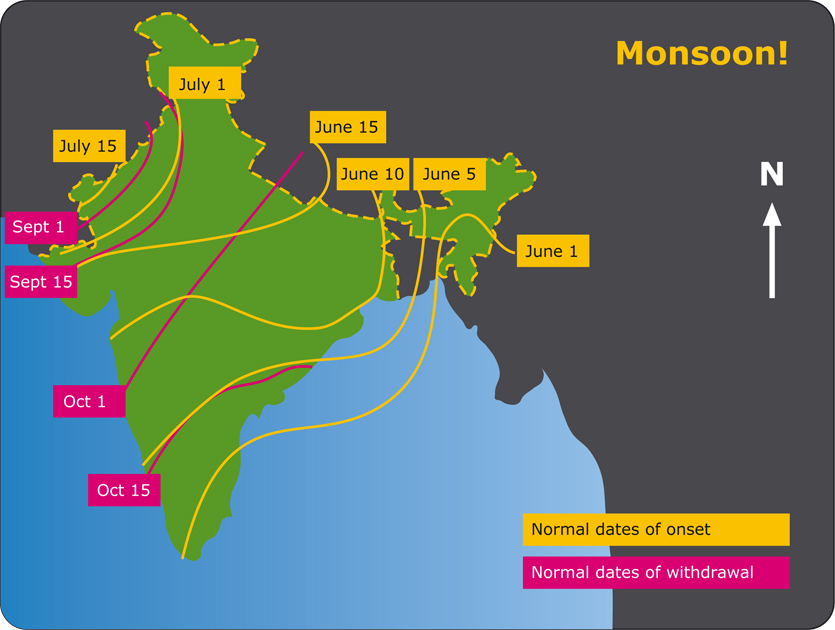 Monsoon!
July 1
June 15
July 15
June 10
June 5
N
Sept 1
June 1
Sept 15
Oct 1
Oct 15
Normal dates of onset
Normal dates of withdrawal